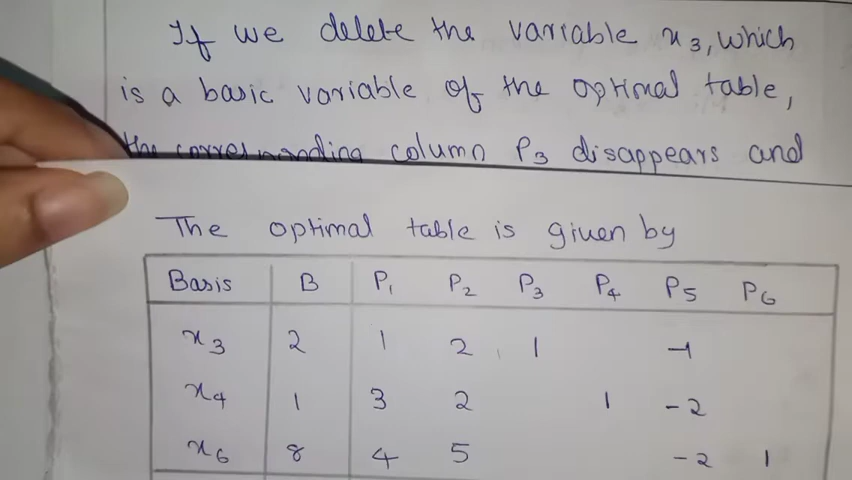 If we delete the variable x3, which
is a basic variable of the optimal table,
the corresponding column P3 disappears and
The optimal table is given by
Basis B P1 P2 P3 P4 P5 P6
x3 2 1 2 1 -1
x4 1 3 2 1 -2
x6 8 4 5 -2 1